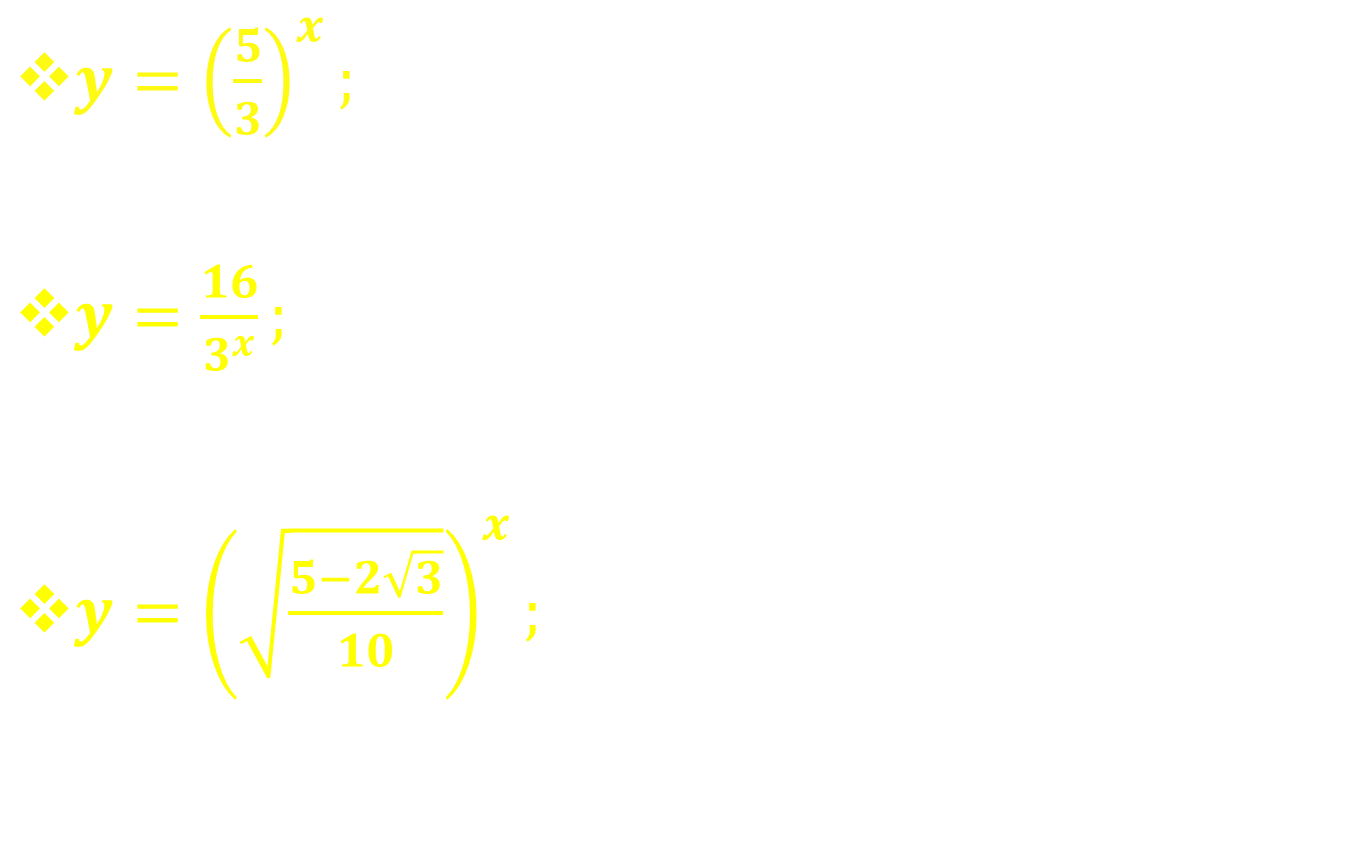 ❖y = (5/3)^x ;
❖y = 16/3^x ;
❖y = (√((5−2√3)/10))^x ;